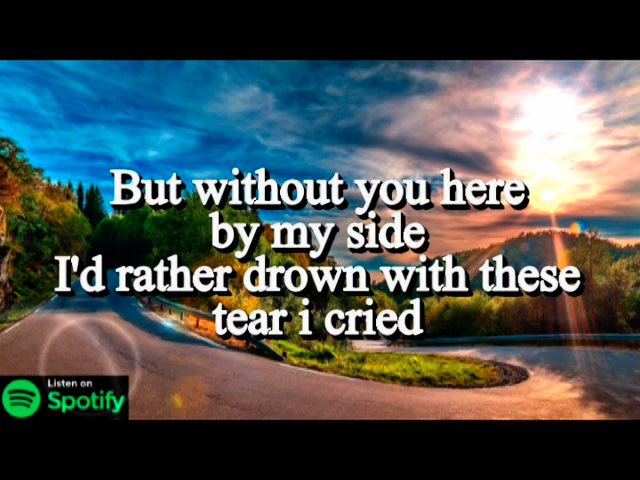 But without you here
by my side
I'd rather drown with these
tear i cried
Listen on
Spotify